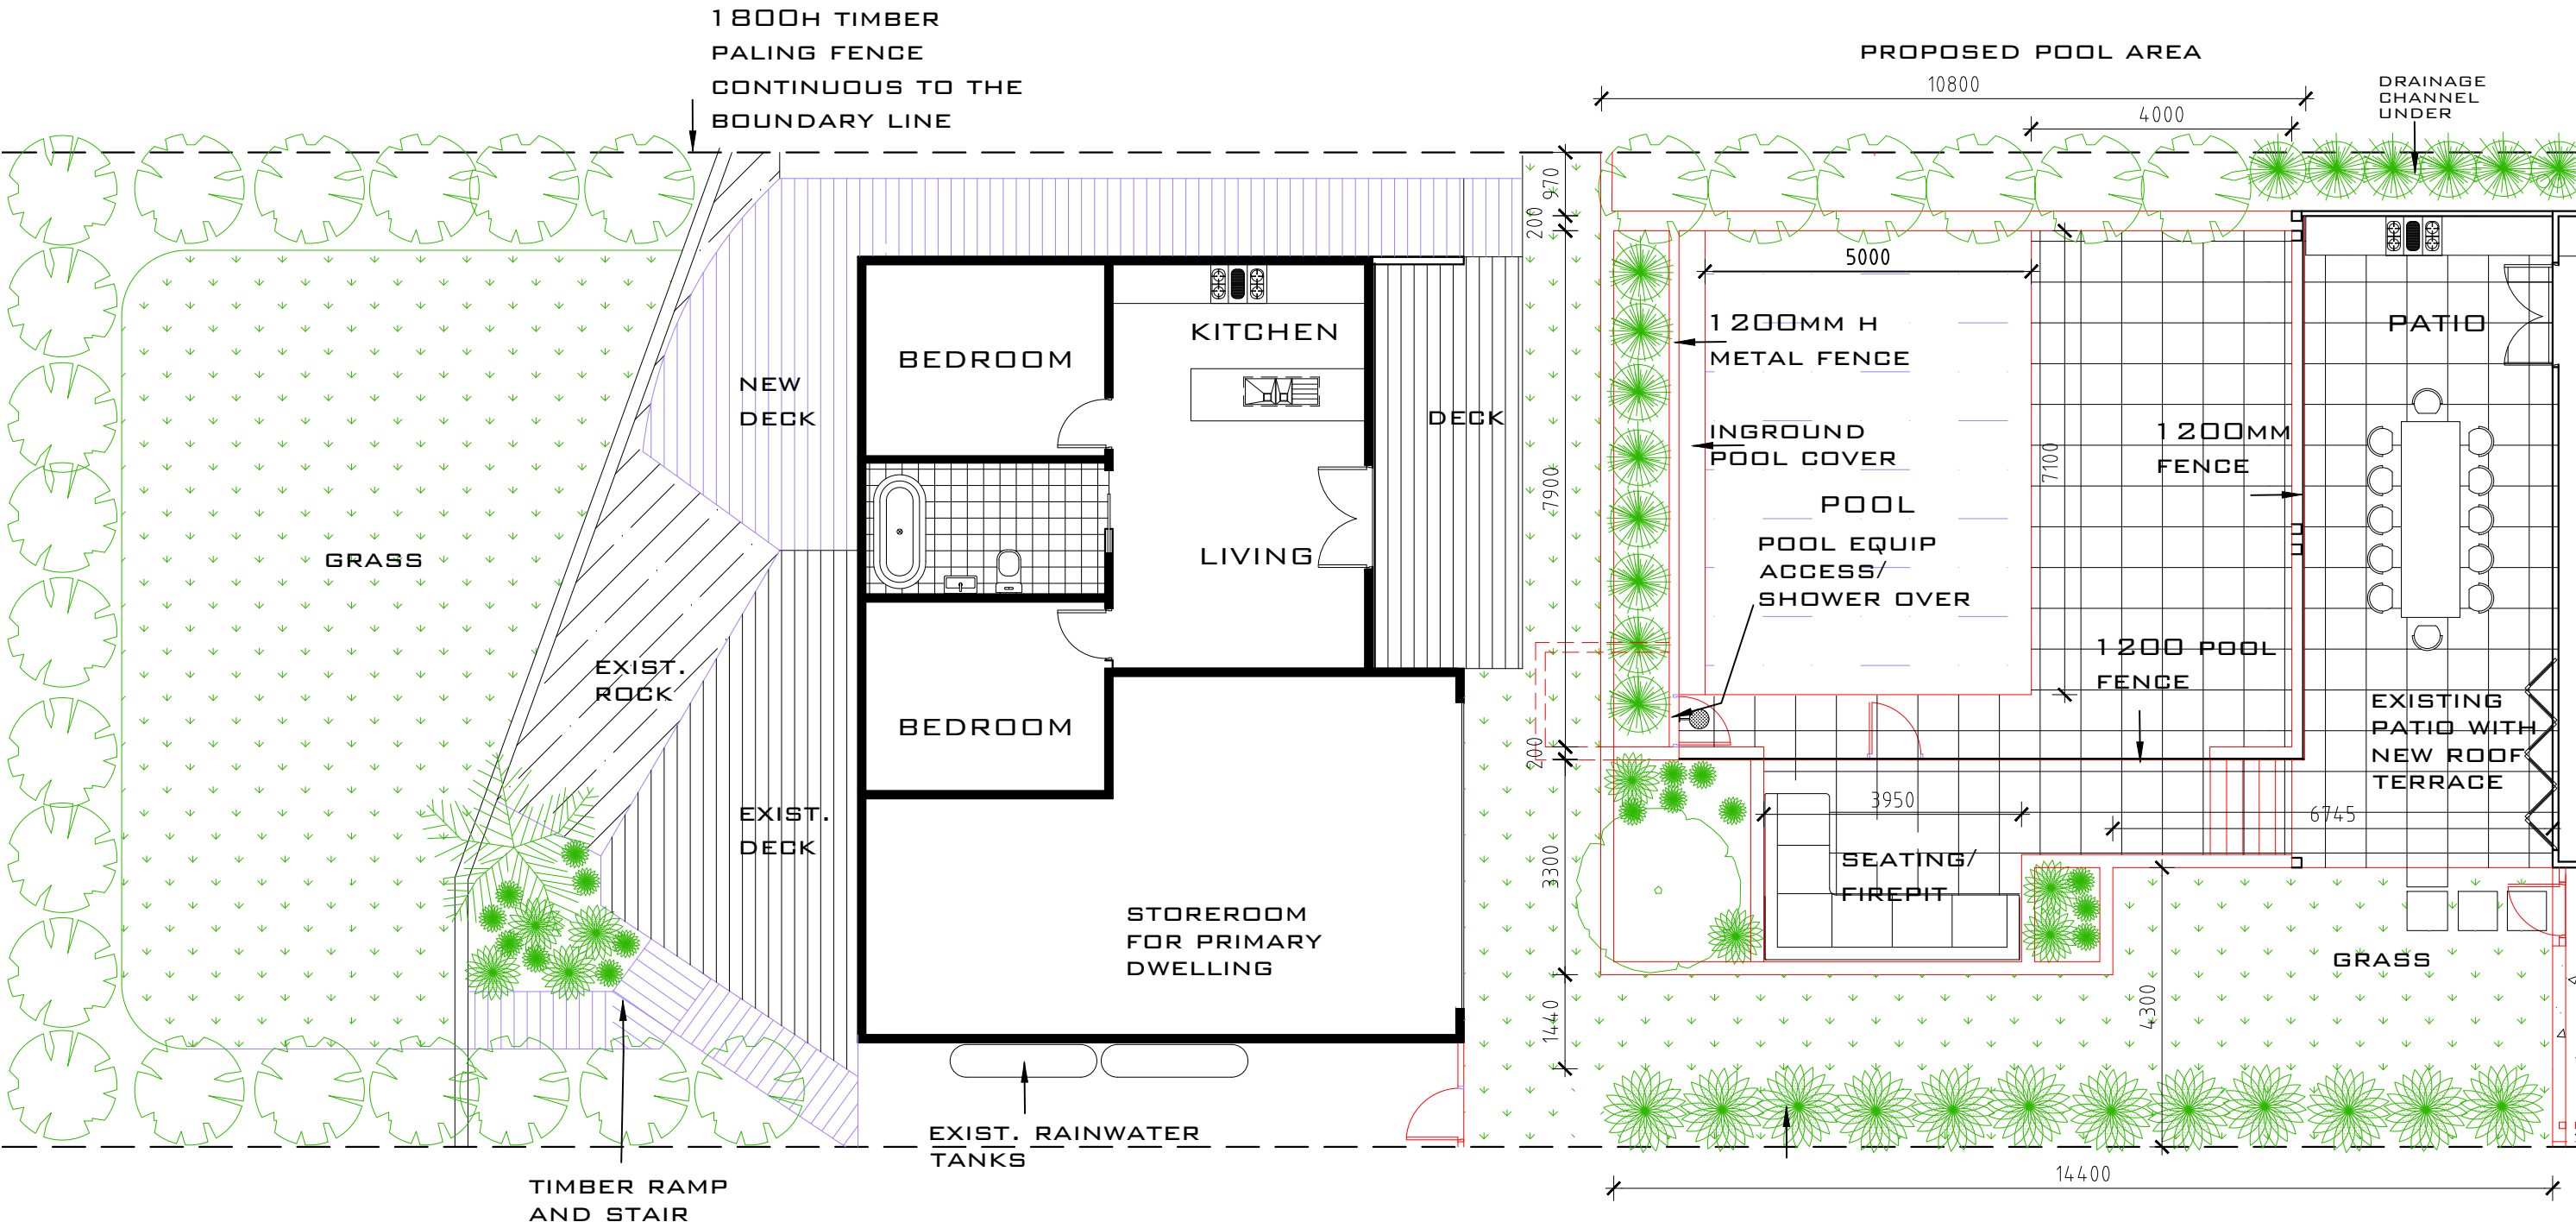 1800H TIMBER
PALING FENCE
CONTINUOUS TO THE
BOUNDARY LINE
PROPOSED POOL AREA
10800
4000
DRAINAGE
CHANNEL
UNDER
970
200
5000
KITCHEN
BEDROOM
1200MM H
METAL FENCE
PATIO
NEW
DECK
DECK
INGROUND
POOL COVER
1200MM
FENCE
7100
7900
POOL
GRASS
LIVING
POOL EQUIP
ACCESS/
SHOWER OVER
EXIST.
ROCK
1200 POOL
FENCE
BEDROOM
EXISTING
PATIO WITH
NEW ROOF
TERRACE
200
EXIST.
DECK
3950
6745
3300
SEATING/
FIREPIT
STOREROOM
FOR PRIMARY
DWELLING
GRASS
1440
4300
EXIST. RAINWATER
TANKS
TIMBER RAMP
AND STAIR
14400